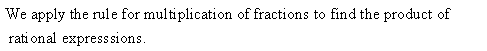 We apply the rule for multiplication of fractions to find the product of
rational expresssions.